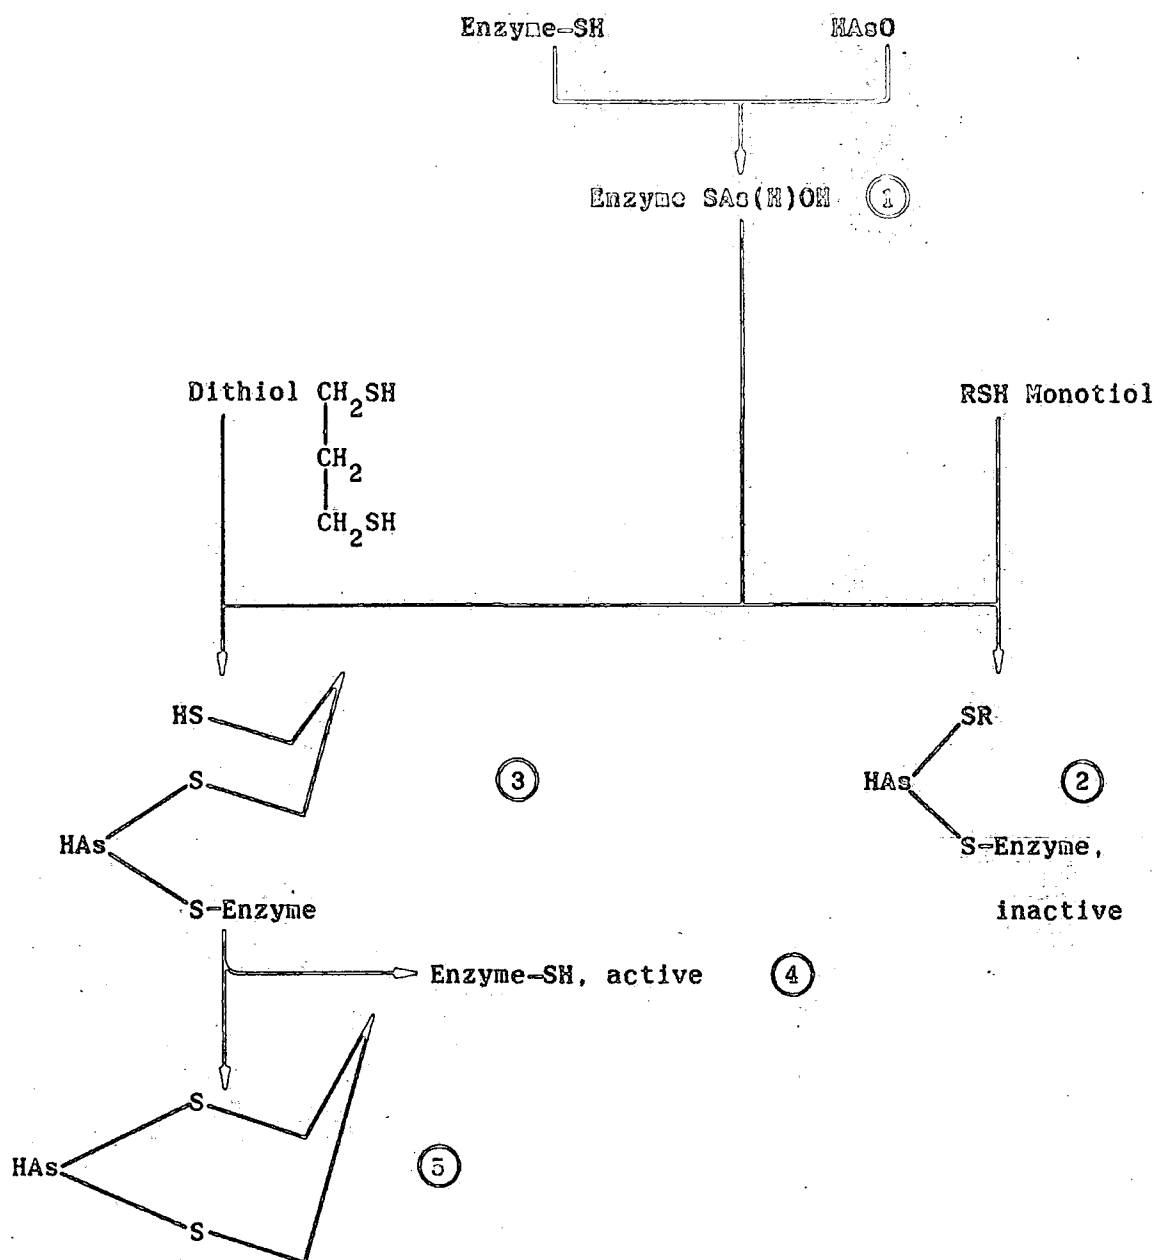 Enzyme-SH HAsO
Enzyme SAs(H)OH 1
Dithiol CH2SH RSH Monotiol
CH2
CH2SH
HS SR
S 3 HAs 2
HAs S-Enzyme,
S-Enzyme inactive
Enzyme-SH, active 4
S
HAs 5
S